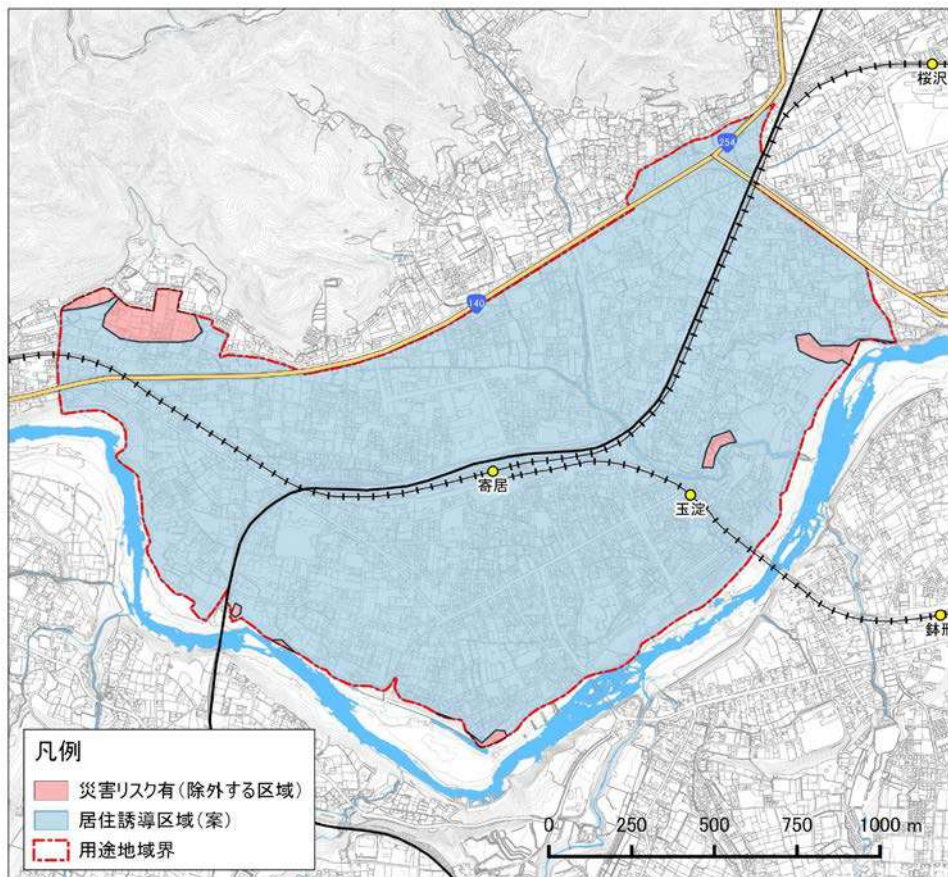 桜沢
254
140
寄居
玉淀
鉢形
凡例
災害リスク有(除外する区域)
居住誘導区域(案)
用途地域界
0 250 500 750 1000 m